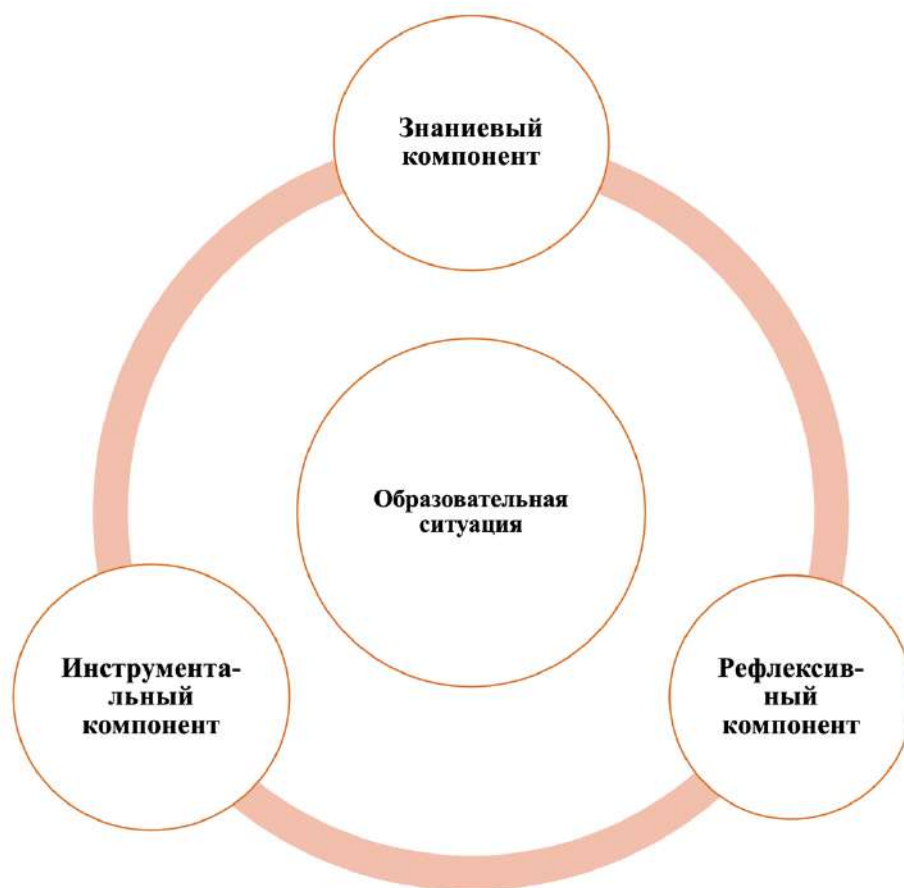 Знаниевый
компонент
Образовательная
ситуация
Инструмента-
льный
компонент
Рефлексив-
ный
компонент